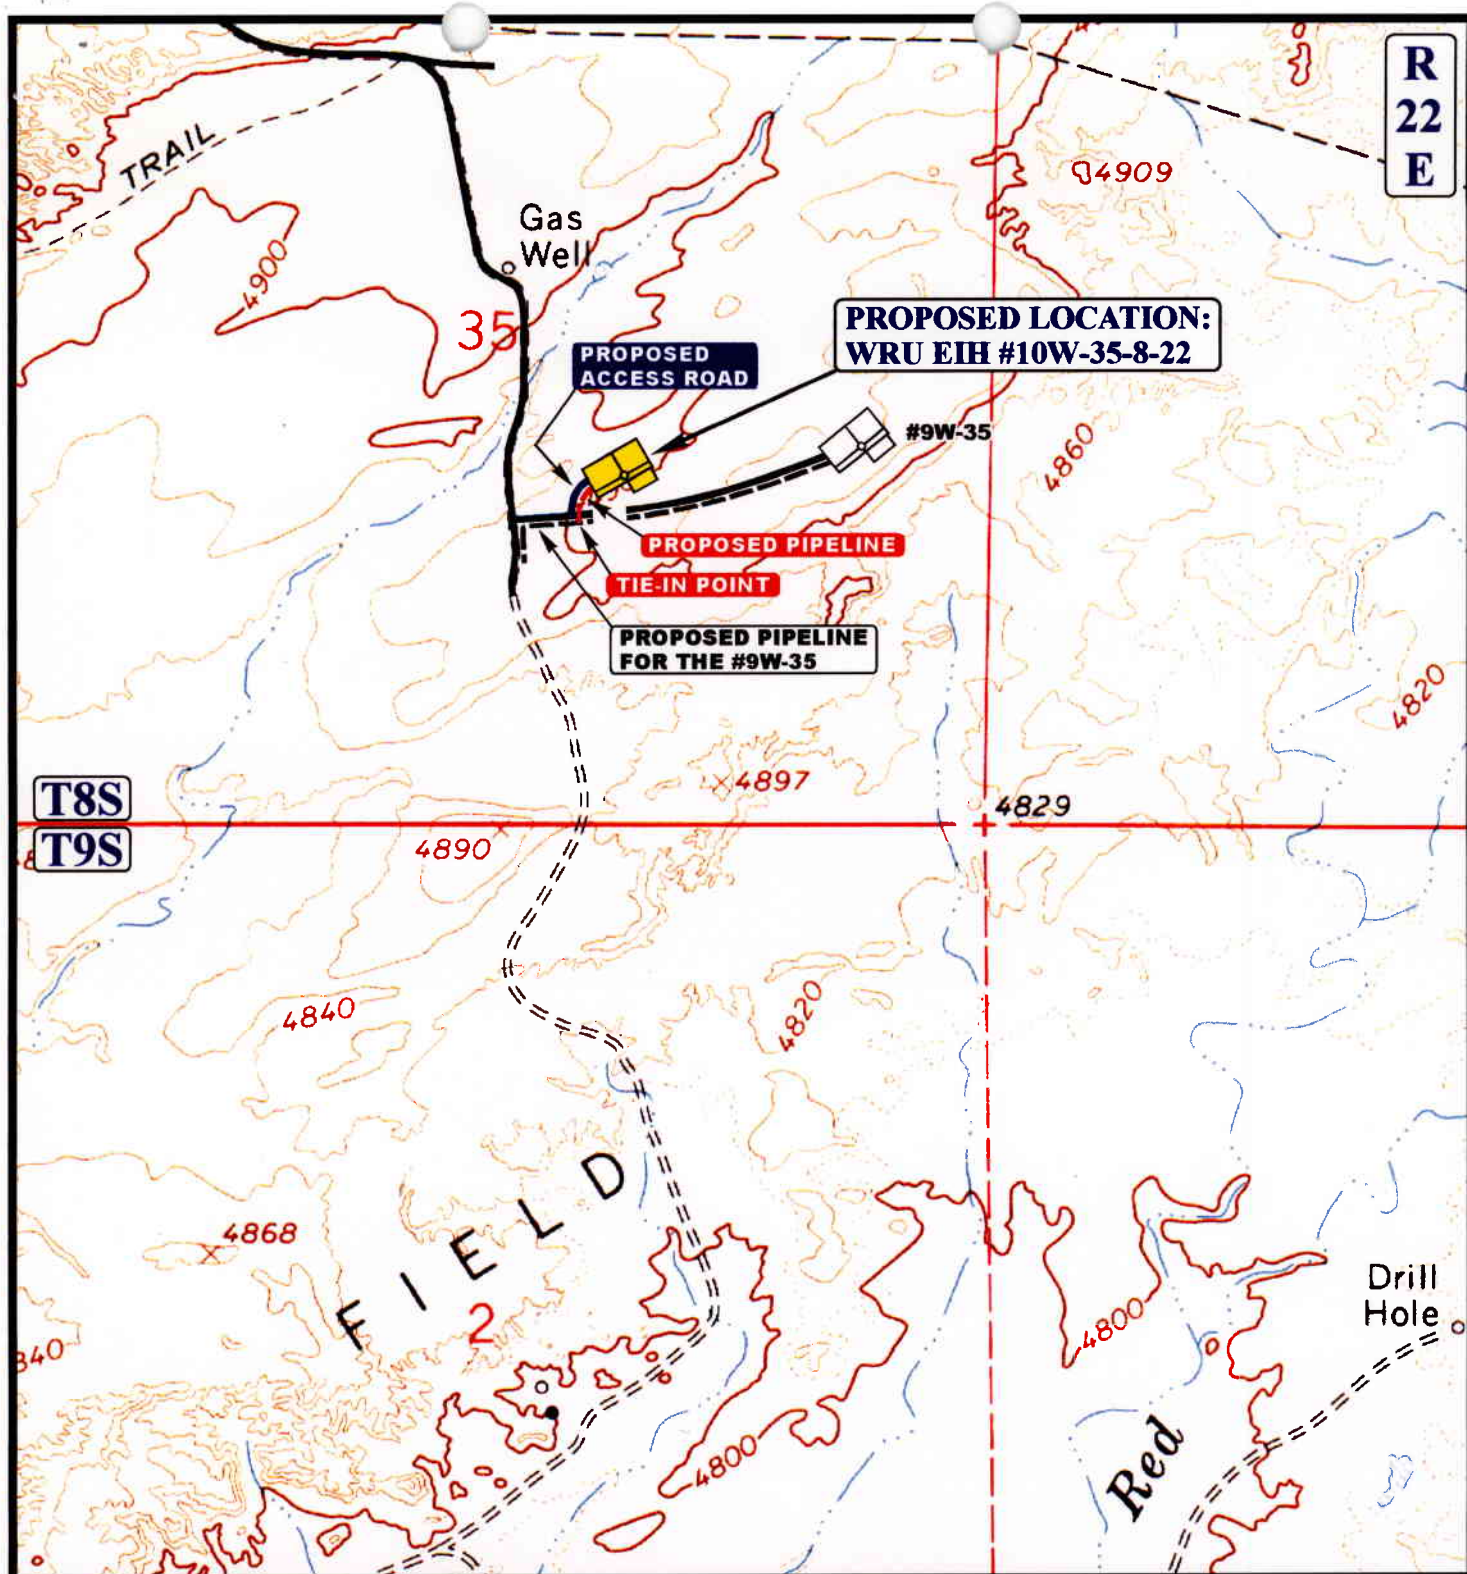 R
22
E
TRAIL
4909
Gas
Well
4900
35
PROPOSED LOCATION:
WRU EIH #10W-35-8-22
PROPOSED
ACCESS ROAD
#9W-35
4860
PROPOSED PIPELINE
TIE-IN POINT
PROPOSED PIPELINE
FOR THE #9W-35
4820
4897
T8S
4829
T9S
4890
4840
4820
FIELD
4868
2
Drill
Hole
4800
840
4800
Red